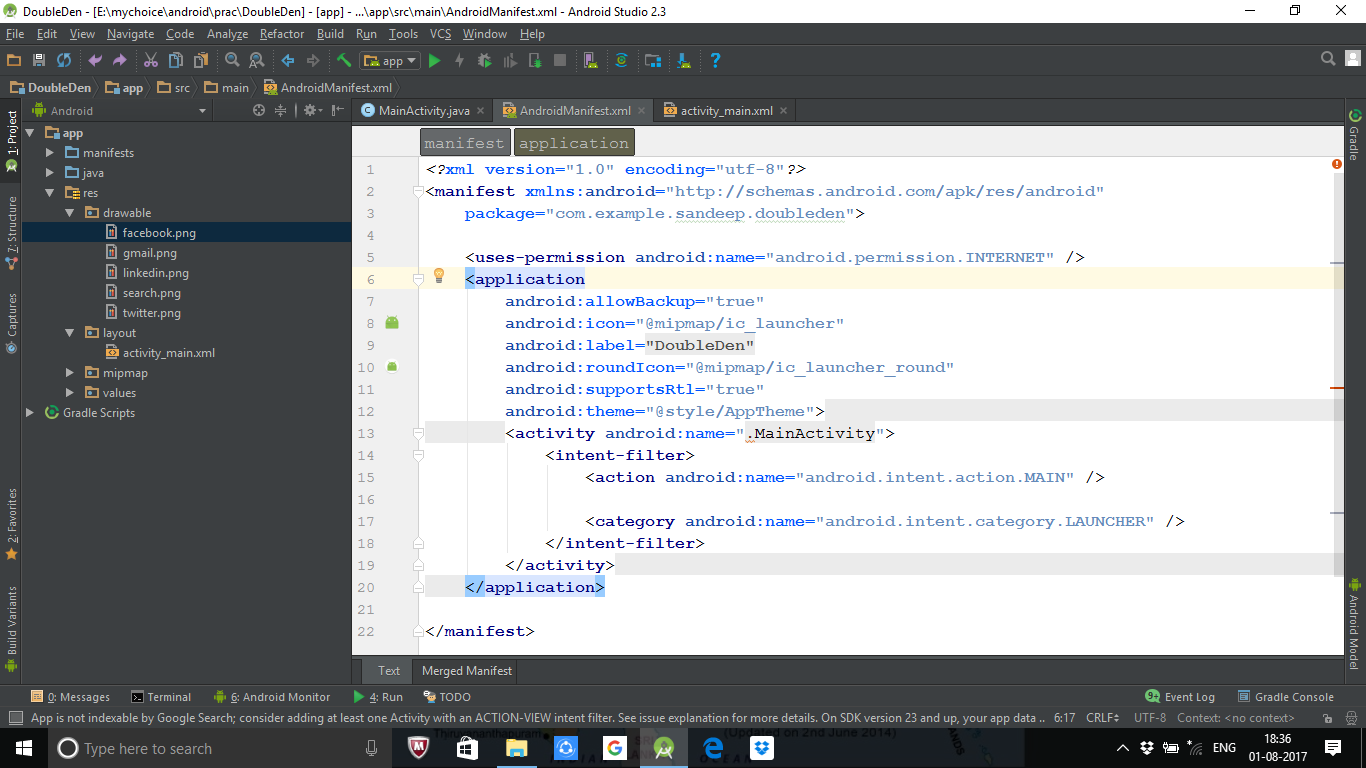 DoubleDen - [E:\mychoice\android\prac\DoubleDen] - [app] - ...\app\src\main\AndroidManifest.xml - Android Studio 2.3
File Edit View Navigate Code Analyze Refactor Build Run Tools VCS Window Help
app
DoubleDen app src main AndroidManifest.xml
Android
MainActivity.java AndroidManifest.xml activity_main.xml
1: Project
7: Structure
Captures
2: Favorites
Build Variants
app
manifests
java
res
drawable
facebook.png
gmail.png
linkedin.png
search.png
twitter.png
layout
activity_main.xml
mipmap
values
Gradle Scripts
manifest application
1 <?xml version="1.0" encoding="utf-8"?>
2 <manifest xmlns:android="http://schemas.android.com/apk/res/android"
3 package="com.example.sandeep.doubleden">
4
5 <uses-permission android:name="android.permission.INTERNET" />
6 <application
7 android:allowBackup="true"
8 android:icon="@mipmap/ic_launcher"
9 android:label="DoubleDen"
10 android:roundIcon="@mipmap/ic_launcher_round"
11 android:supportsRtl="true"
12 android:theme="@style/AppTheme">
13 <activity android:name=".MainActivity">
14 <intent-filter>
15 <action android:name="android.intent.action.MAIN" />
16
17 <category android:name="android.intent.category.LAUNCHER" />
18 </intent-filter>
19 </activity>
20 </application>
21
22 </manifest>
Gradle
Android Model
Text Merged Manifest
0: Messages Terminal 6: Android Monitor 4: Run TODO 9+ Event Log Gradle Console
App is not indexable by Google Search; consider adding at least one Activity with an ACTION-VIEW intent filter. See issue explanation for more details. On SDK version 23 and up, your app data .. 6:17 CRLF UTF-8 Context: <no context>
Type here to search
Thiruvananthapuram
(Updated on 2nd June 2014)
ENG
18:36
01-08-2017